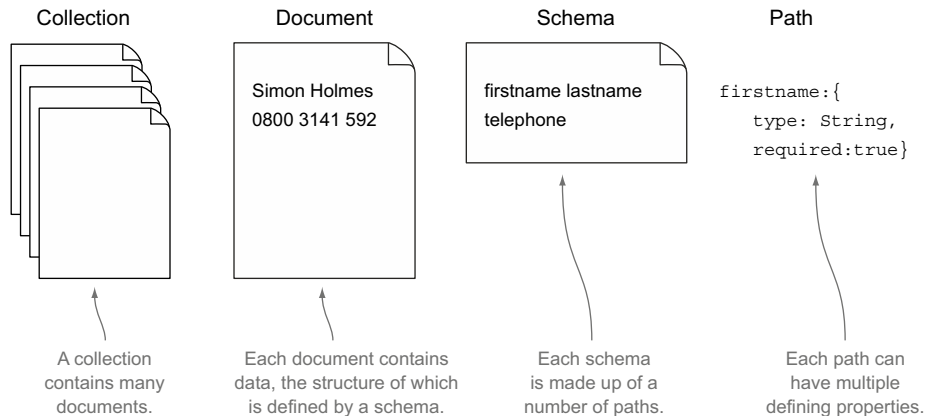 Collection
Document
Schema
Path
Simon Holmes
0800 3141 592
firstname lastname
telephone
firstname:{
type: String,
required:true}
A collection
contains many
documents.
Each document contains
data, the structure of which
is defined by a schema.
Each schema
is made up of a
number of paths.
Each path can
have multiple
defining properties.